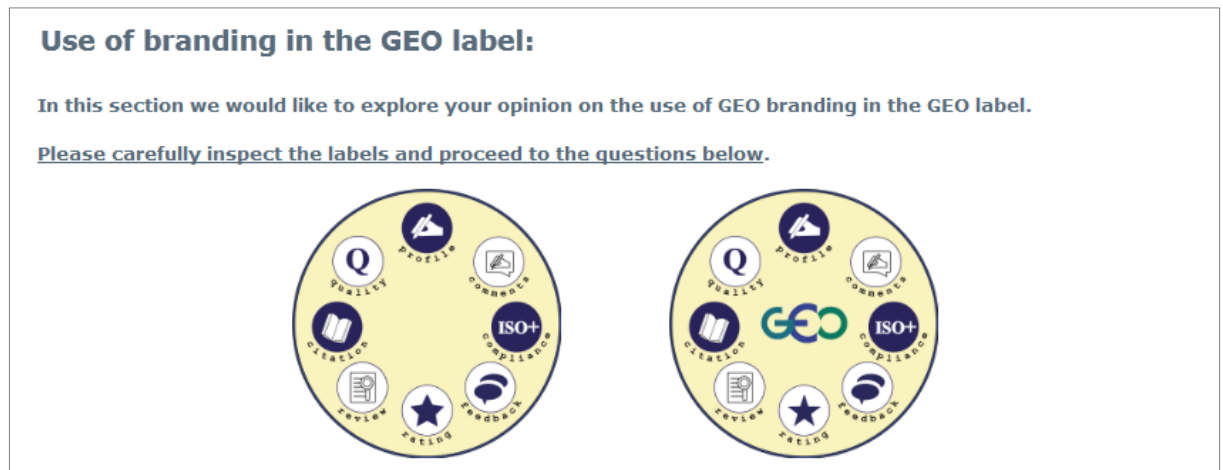 Use of branding in the GEO label:
In this section we would like to explore your opinion on the use of GEO branding in the GEO label.
Please carefully inspect the labels and proceed to the questions below.
profile
Q
quality
comments
citation
ISO+
compliance
review
feedback
rating
profile
Q
quality
comments
citation
GEO
ISO+
compliance
review
feedback
rating